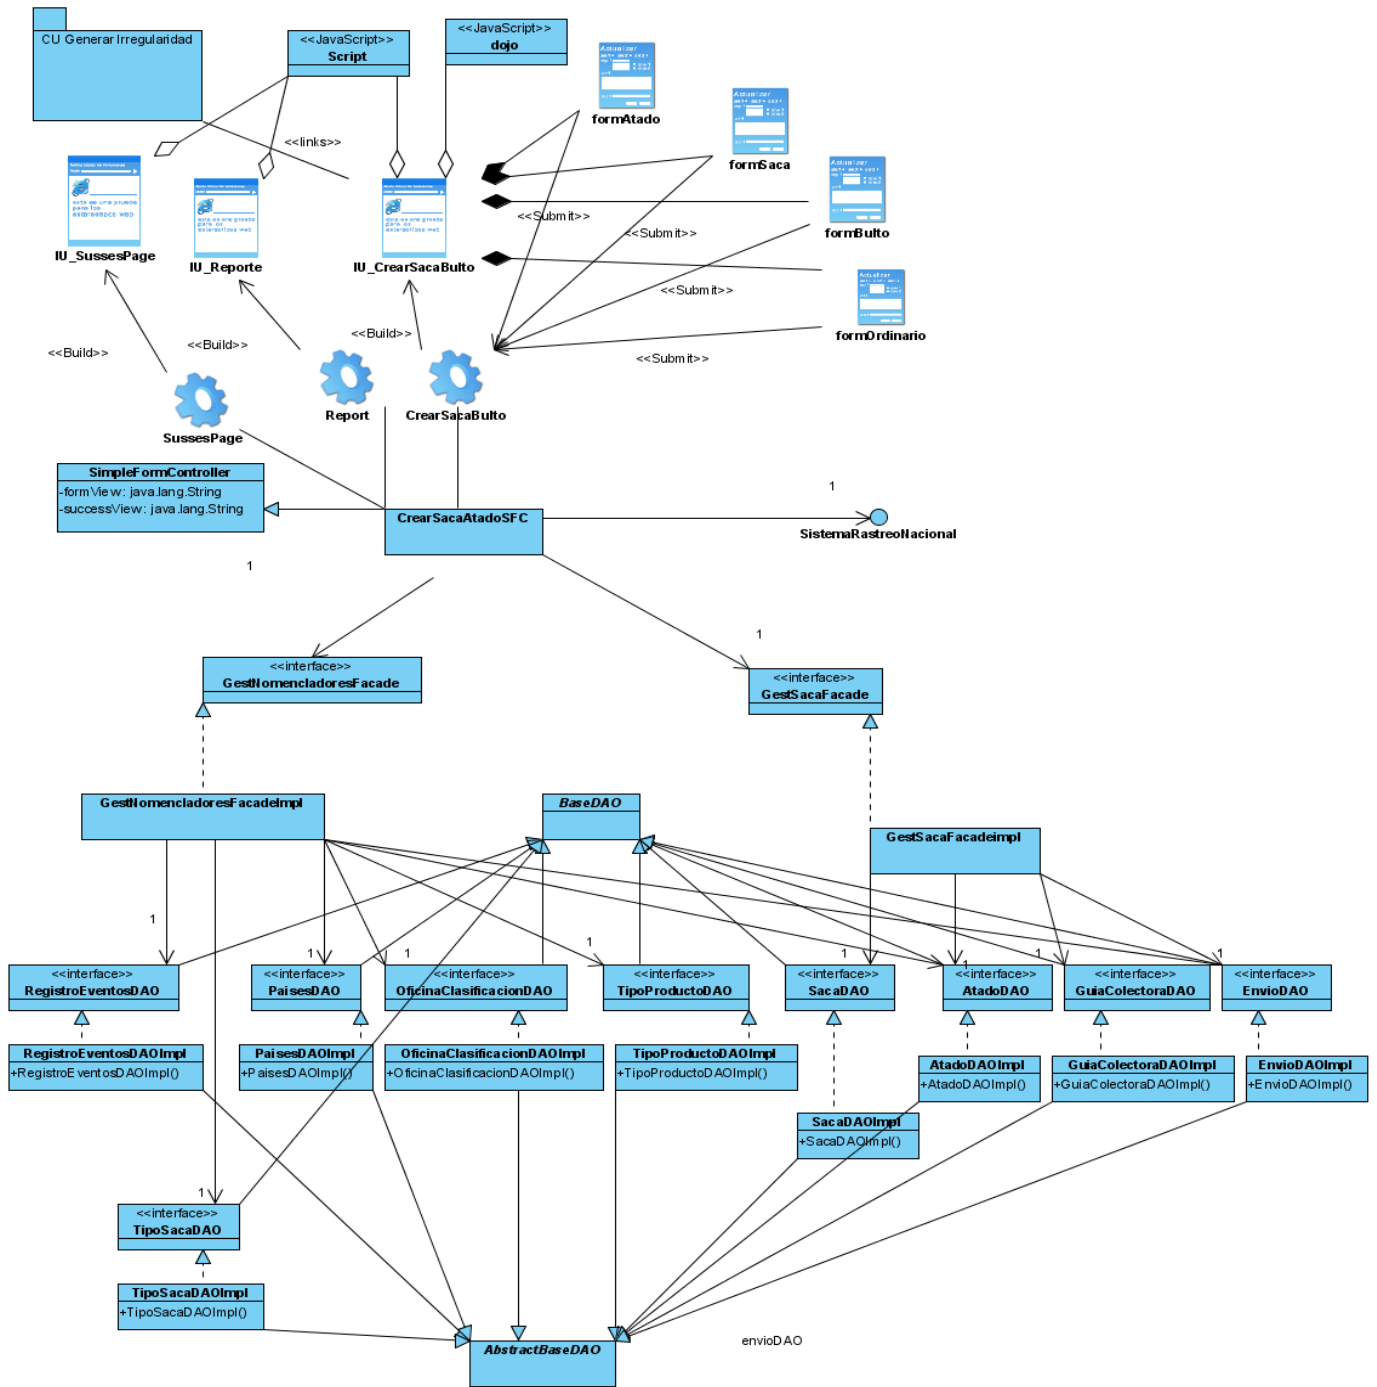 CU Generar Irregularidad
<<JavaScript>>
Script
<<JavaScript>>
dojo
formAtado
formSaca
formBulto
formOrdinario
<<links>>
<<Submit>>
<<Submit>>
<<Submit>>
<<Submit>>
IU_SussesPage
IU_Reporte
IU_CrearSacaBulto
<<Build>>
<<Build>>
<<Build>>
SussesPage
Report
CrearSacaBulto
SimpleFormController
-formView: java.lang.String
-successView: java.lang.String
CrearSacaAtadoSFC
1
SistemaRastreoNacional
1
1
<<interface>>
GestNomencladoresFacade
<<interface>>
GestSacaFacade
GestNomencladoresFacadeImpl
BaseDAO
GestSacaFacadeimpl
1
1
1
1
1
1
1
1
<<interface>>
RegistroEventosDAO
<<interface>>
PaisesDAO
<<interface>>
OficinaClasificacionDAO
<<interface>>
TipoProductoDAO
<<interface>>
SacaDAO
<<interface>>
AtadoDAO
<<interface>>
GuiaColectoraDAO
<<interface>>
EnvioDAO
RegistroEventosDAOImpl
+RegistroEventosDAOImpl()
PaisesDAOImpl
+PaisesDAOImpl()
OficinaClasificacionDAOImpl
+OficinaClasificacionDAOImpl()
TipoProductoDAOImpl
+TipoProductoDAOImpl()
AtadoDAOImpl
+AtadoDAOImpl()
GuiaColectoraDAOImpl
+GuiaColectoraDAOImpl()
EnvioDAOImpl
+EnvioDAOImpl()
SacaDAOImpl
+SacaDAOImpl()
1
<<interface>>
TipoSacaDAO
TipoSacaDAOImpl
+TipoSacaDAOImpl()
AbstractBaseDAO
envioDAO